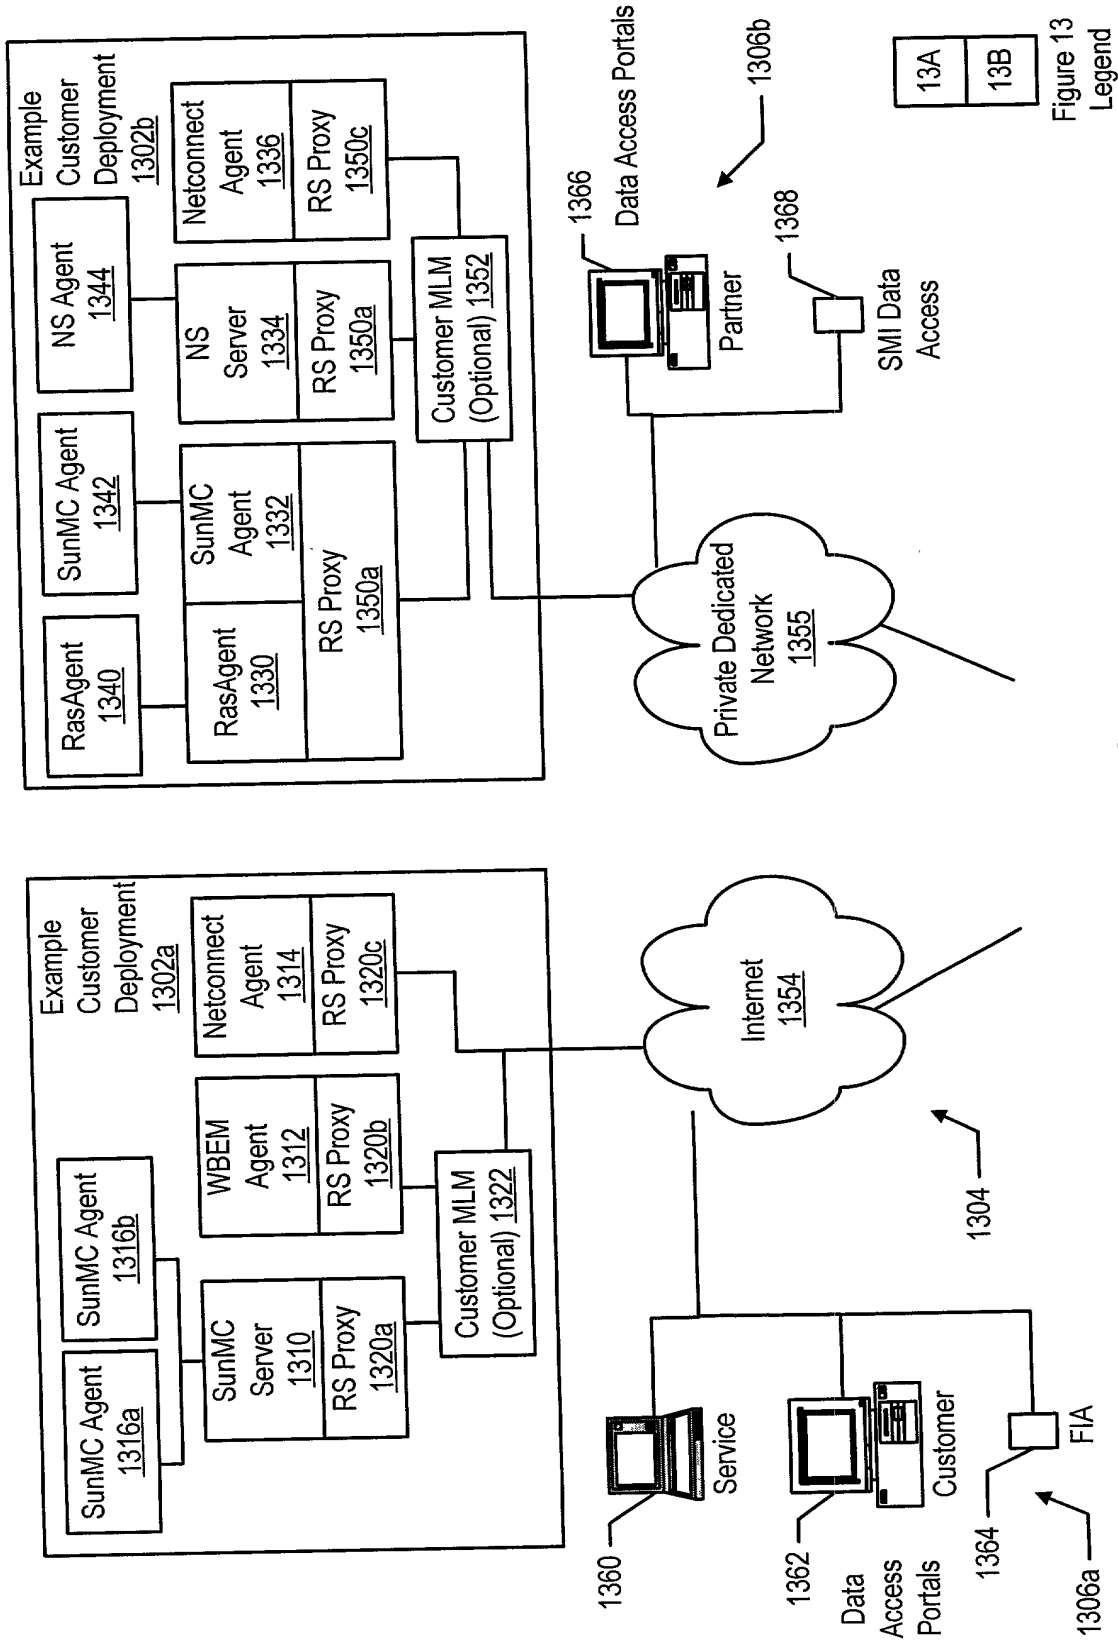 Example
Customer
Deployment
1302a
SunMC Agent
1316a
SunMC Agent
1316b
SunMC
Server
1310
RS Proxy
1320a
WBEM
Agent
1312
RS Proxy
1320b
Netconnect
Agent
1314
RS Proxy
1320c
Customer MLM
(Optional) 1322
Example
Customer
Deployment
1302b
RasAgent
1340
SunMC Agent
1342
NS Agent
1344
RasAgent
1330
SunMC
Agent
1332
RS Proxy
1350a
NS
Server
1334
RS Proxy
1350a
Netconnect
Agent
1336
RS Proxy
1350c
Customer MLM
(Optional) 1352
1360
Service
1362
Customer
Data
Access
Portals
1364
FIA
1306a
Internet
1354
1304
Private Dedicated
Network
1355
1366
Partner
Data Access Portals
1306b
1368
SMI Data
Access
13A
13B
Figure 13
Legend